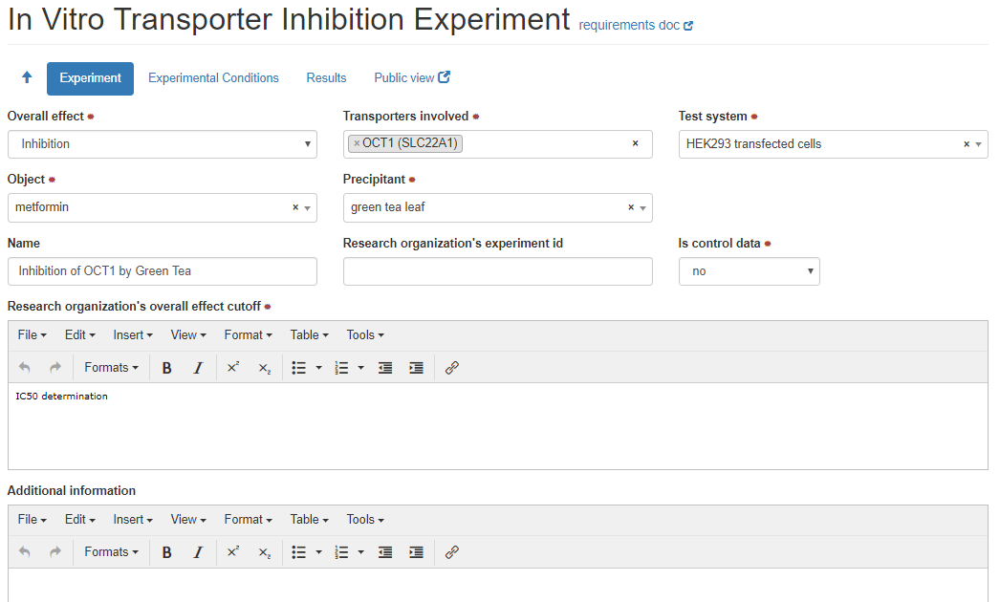 In Vitro Transporter Inhibition Experiment requirements doc
Experiment Experimental Conditions Results Public view
Overall effect Transporters involved Test system
Inhibition × OCT1 (SLC22A1) × HEK293 transfected cells ×
Object Precipitant
metformin × green tea leaf ×
Name Research organization's experiment id Is control data
Inhibition of OCT1 by Green Tea no
Research organization's overall effect cutoff
File Edit Insert View Format Table Tools
Formats B I x² x₂
IC50 determination
Additional information
File Edit Insert View Format Table Tools
Formats B I x² x₂